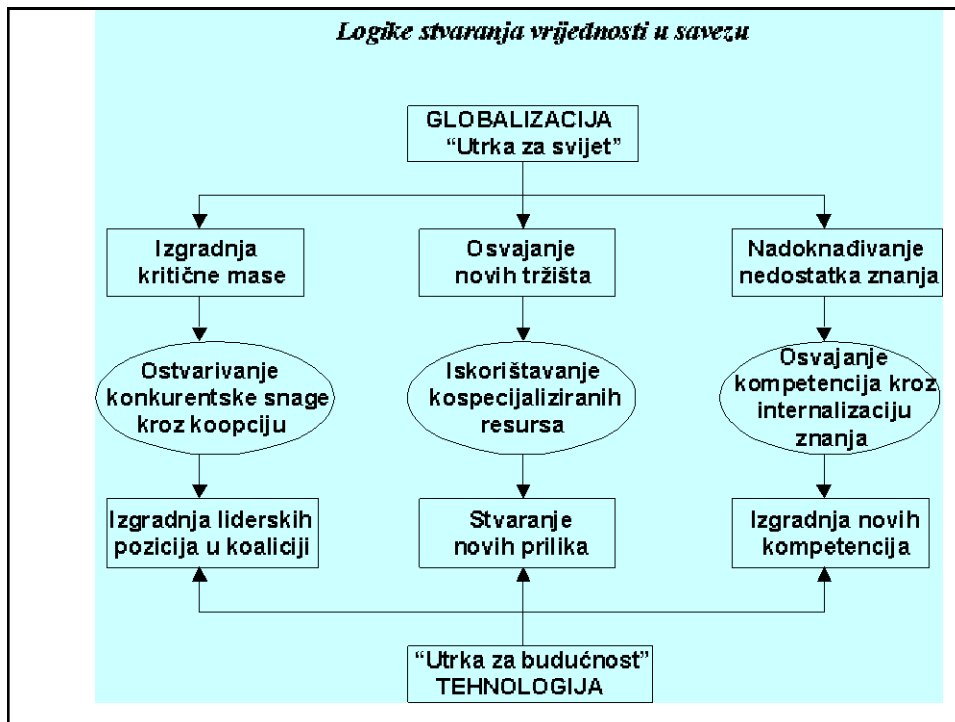 Logike stvaranja vrijednosti u savezu
GLOBALIZACIJA
“Utrka za svijet”
Izgradnja
kritične mase
Osvajanje
novih tržišta
Nadoknađivanje
nedostatka znanja
Ostvarivanje
konkurentske snage
kroz koopciju
Iskorištavanje
kospecijaliziranih
resursa
Osvajanje
kompetencija kroz
internalizaciju
znanja
Izgradnja liderskih
pozicija u koaliciji
Stvaranje
novih prilika
Izgradnja novih
kompetencija
“Utrka za budućnost”
TEHNOLOGIJA